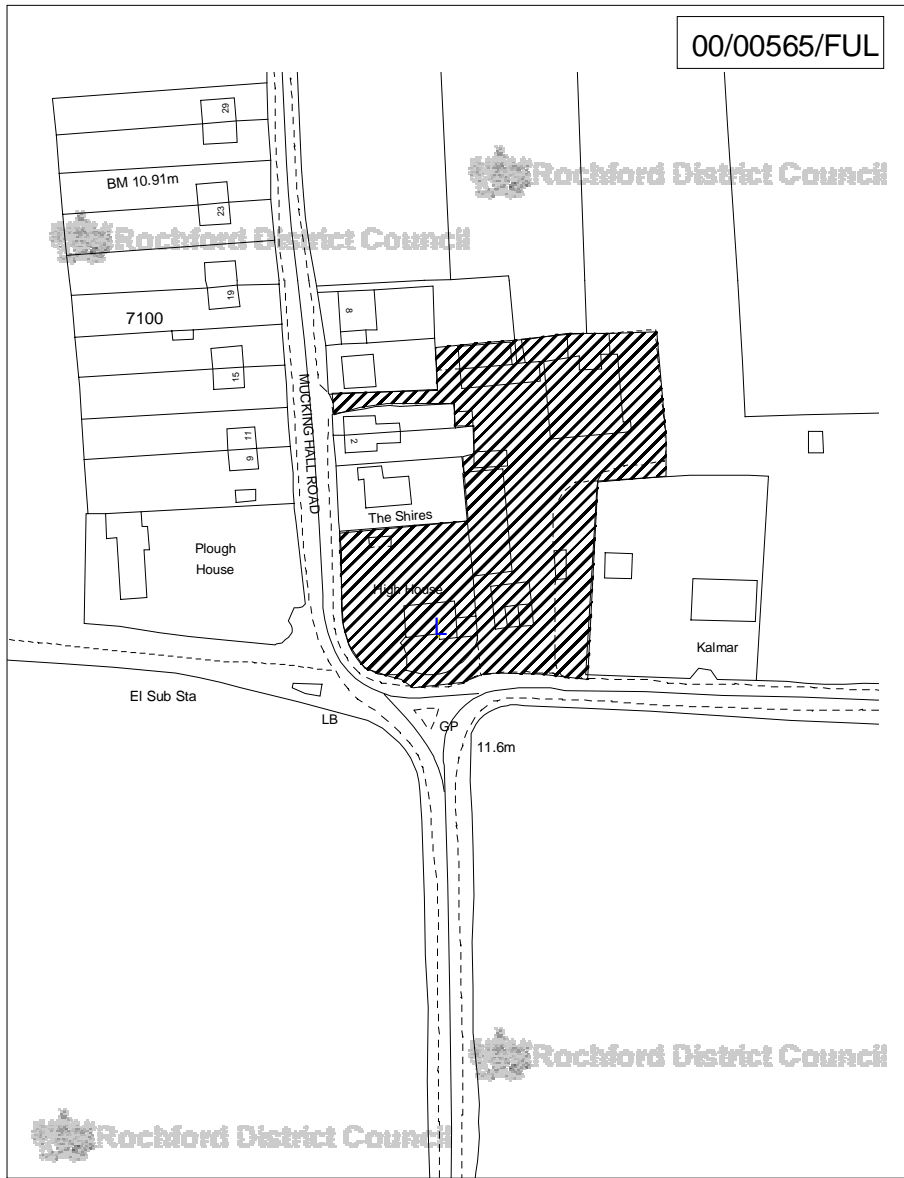 00/00565/FUL
29
Rochford District Council
BM 10.91m
23
Rochford District Council
19
8
7100
15
MUCKING HALL ROAD
11
2
9
The Shires
Plough
House
High House
L
Kalmar
El Sub Sta
LB
GP
11.6m
Rochford District Council
Rochford District Council